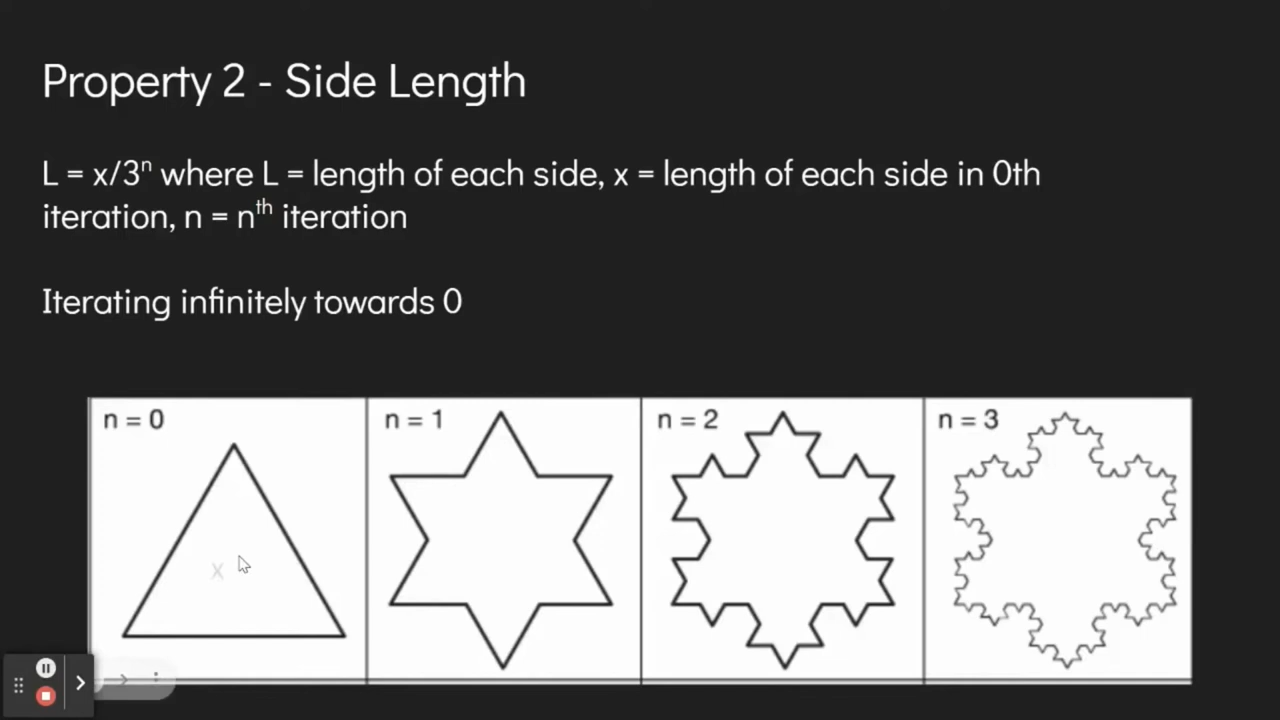 Property 2 - Side Length
L = x/3ⁿ where L = length of each side, x = length of each side in 0th
iteration, n = nᵗʰ iteration
Iterating infinitely towards 0
n = 0
n = 1
n = 2
n = 3
x